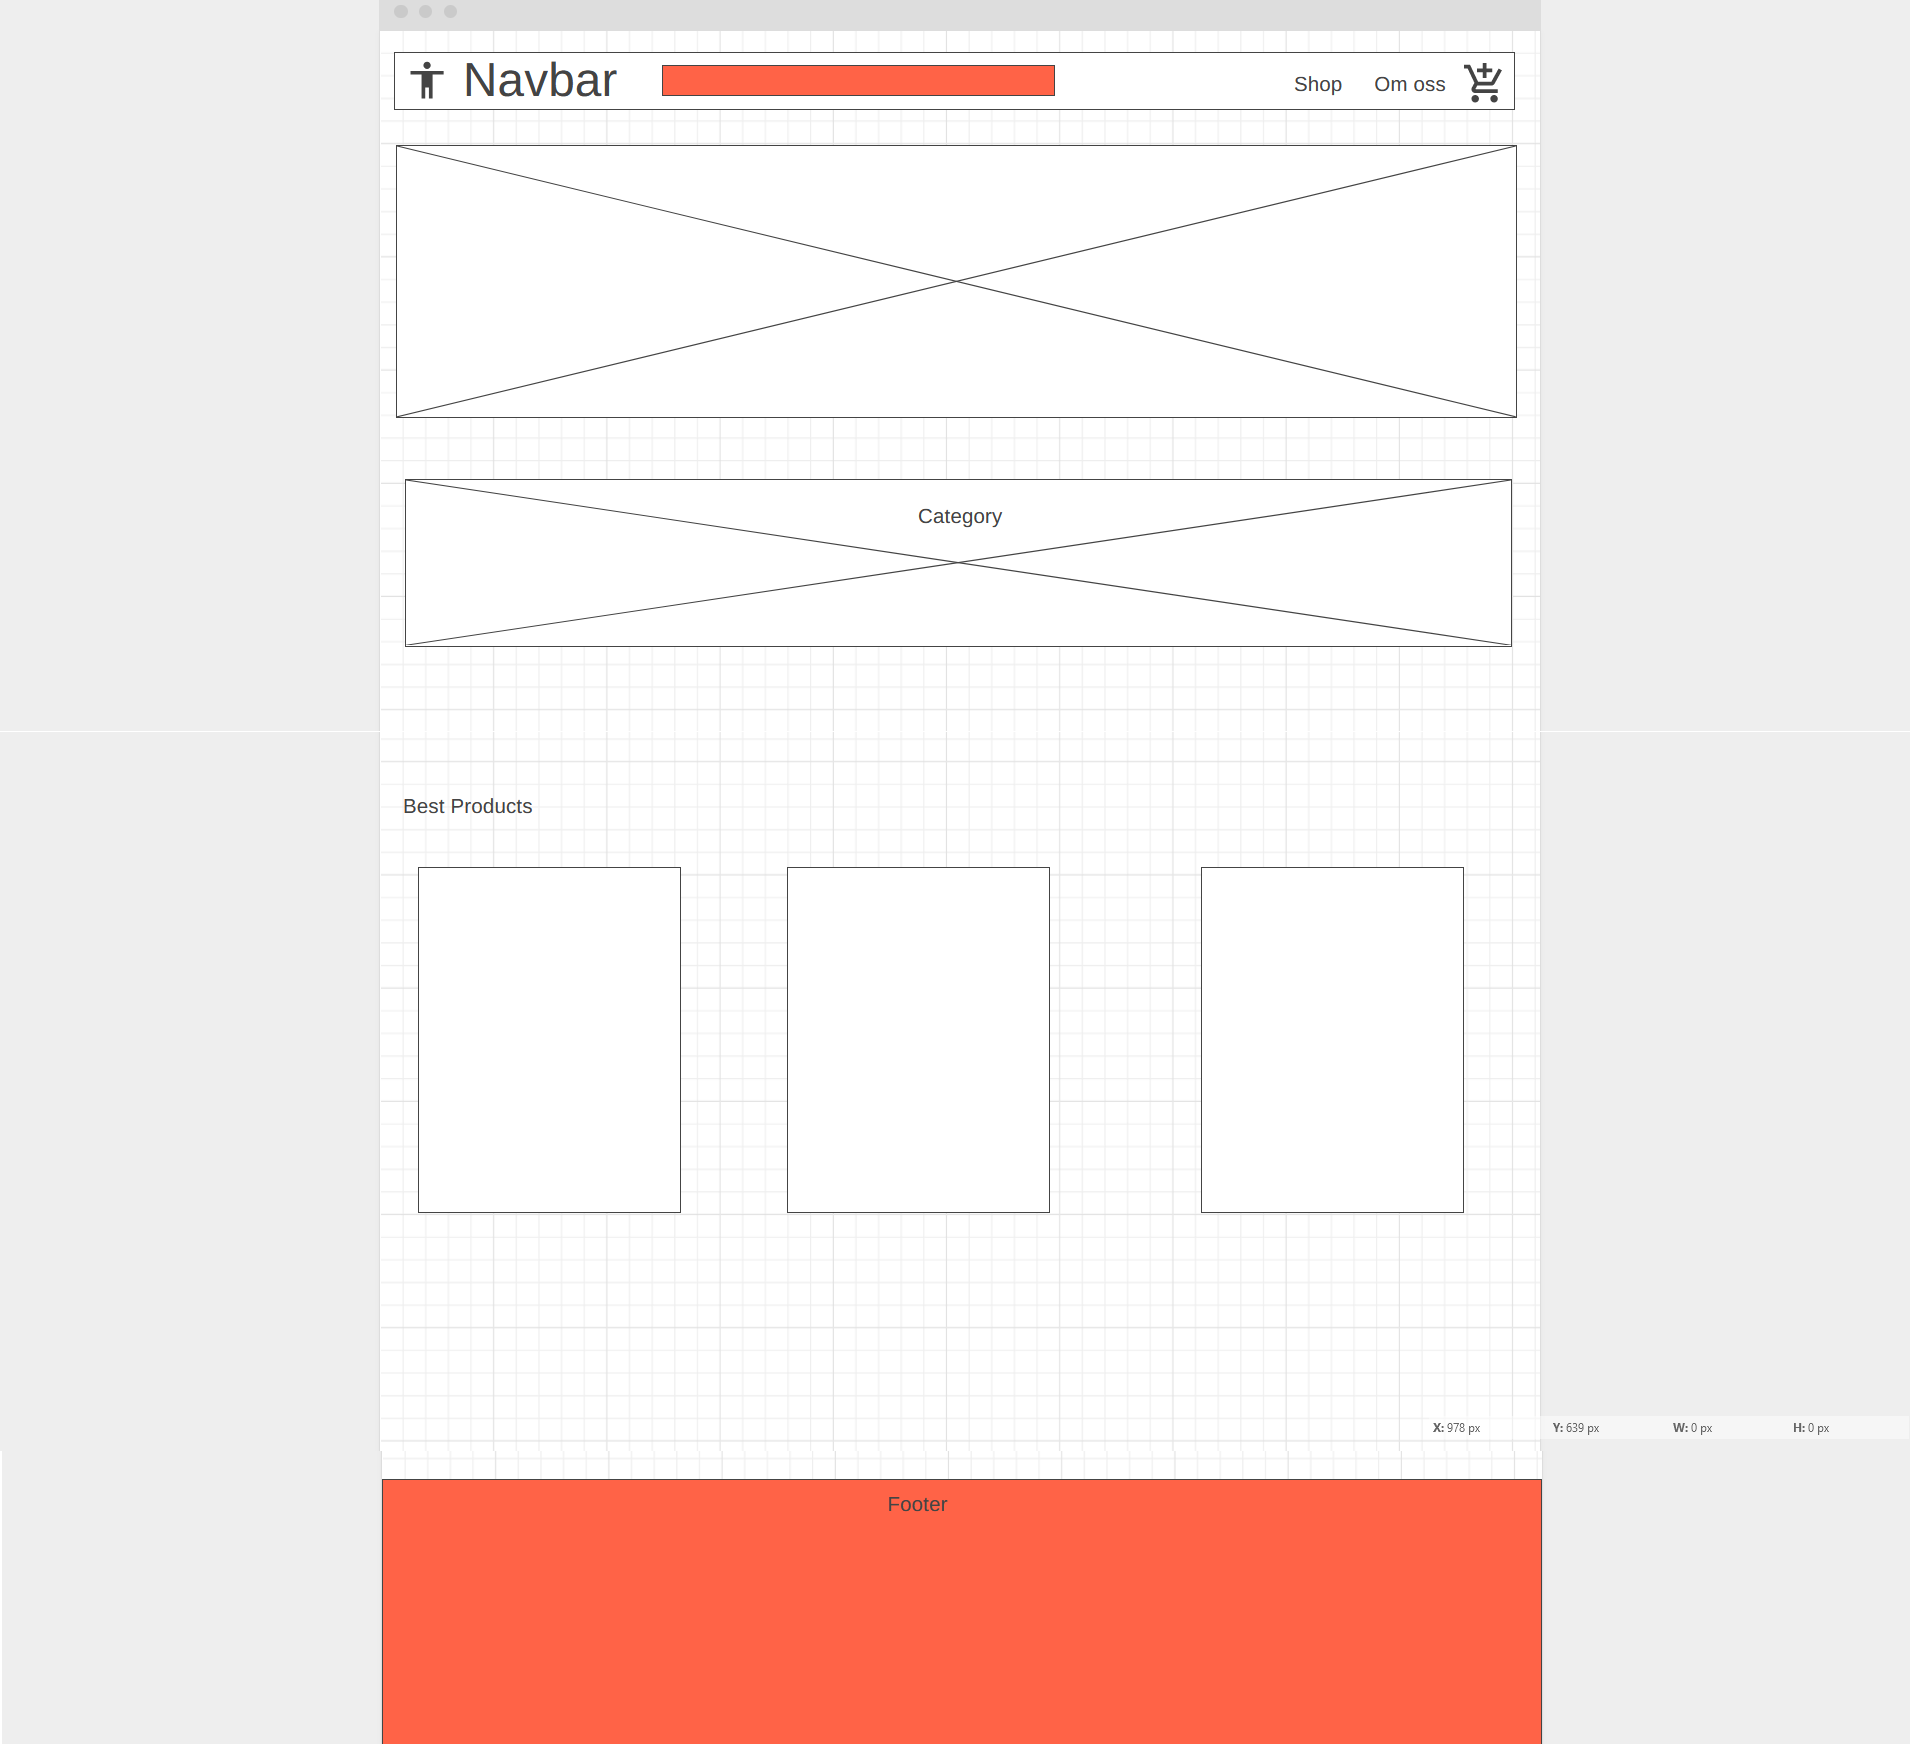 Navbar
Shop Om oss
Category
Best Products
X: 978 px Y: 639 px W: 0 px H: 0 px
Footer